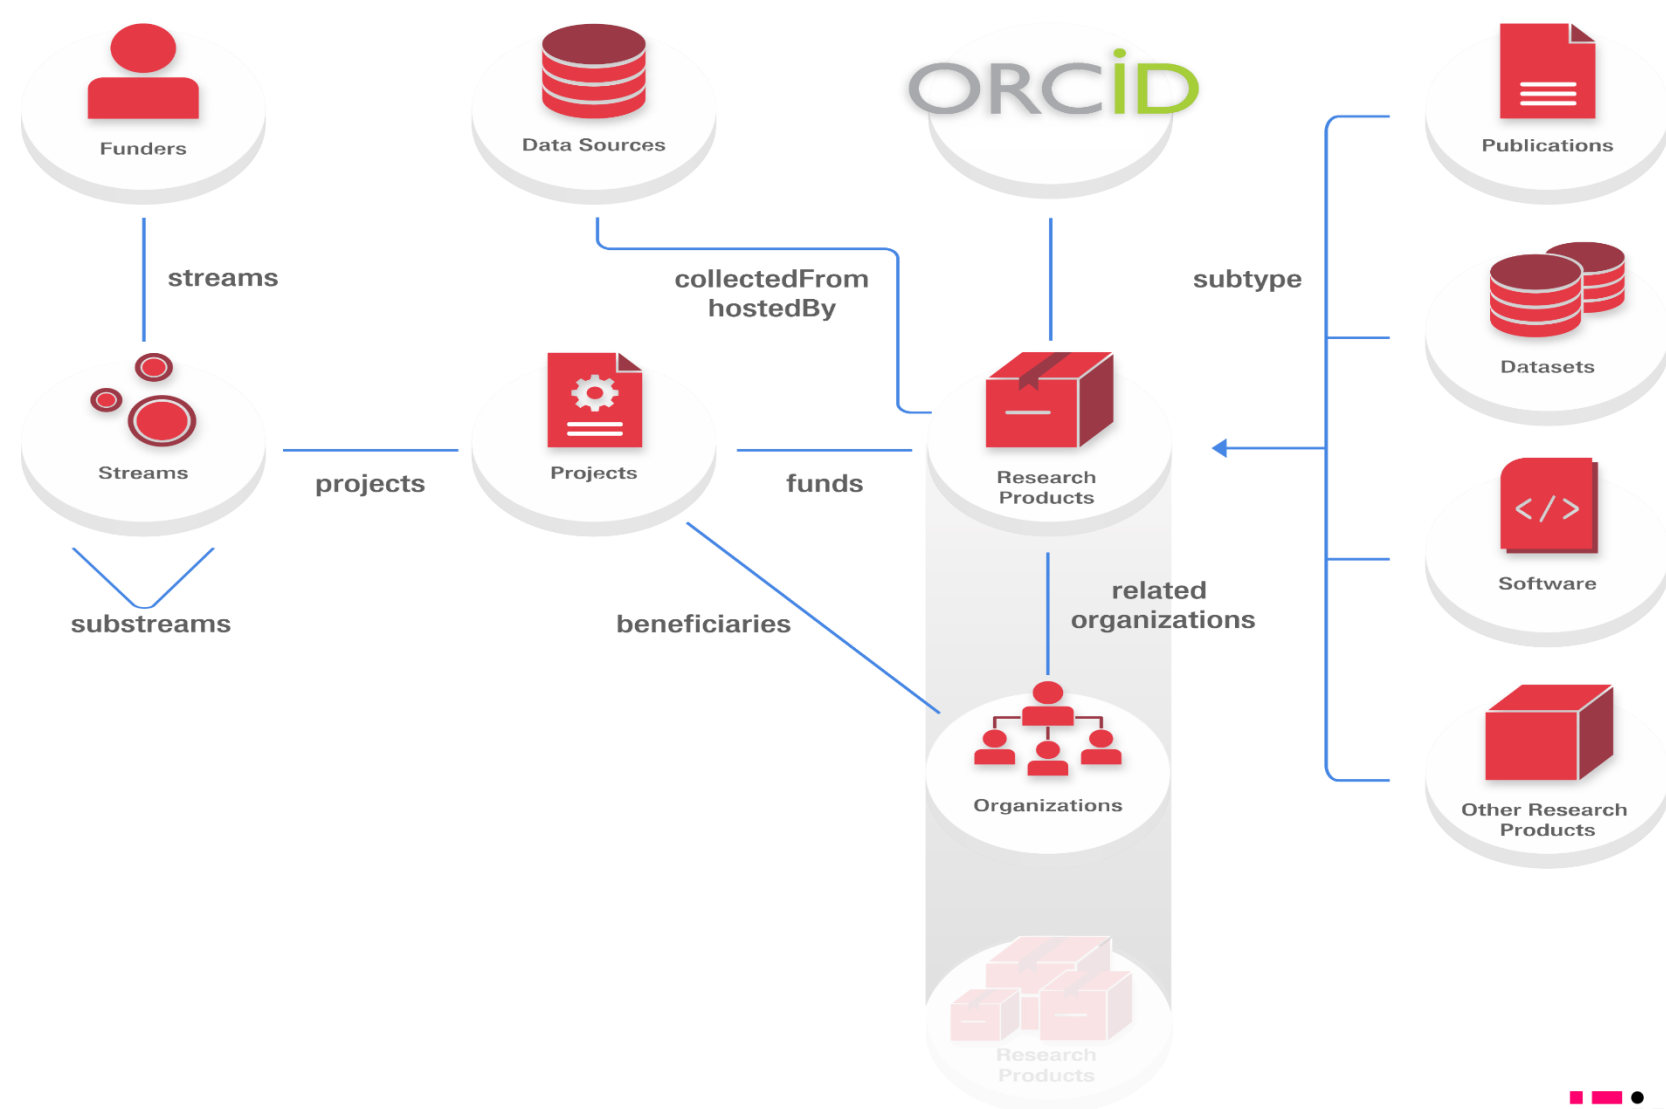 Funders
Data Sources
ORCiD
Publications
streams
collectedFrom
hostedBy
subtype
Datasets
Streams
Projects
Research
Products
projects
funds
</>
Software
substreams
beneficiaries
related
organizations
Organizations
Other Research
Products
Research
Products